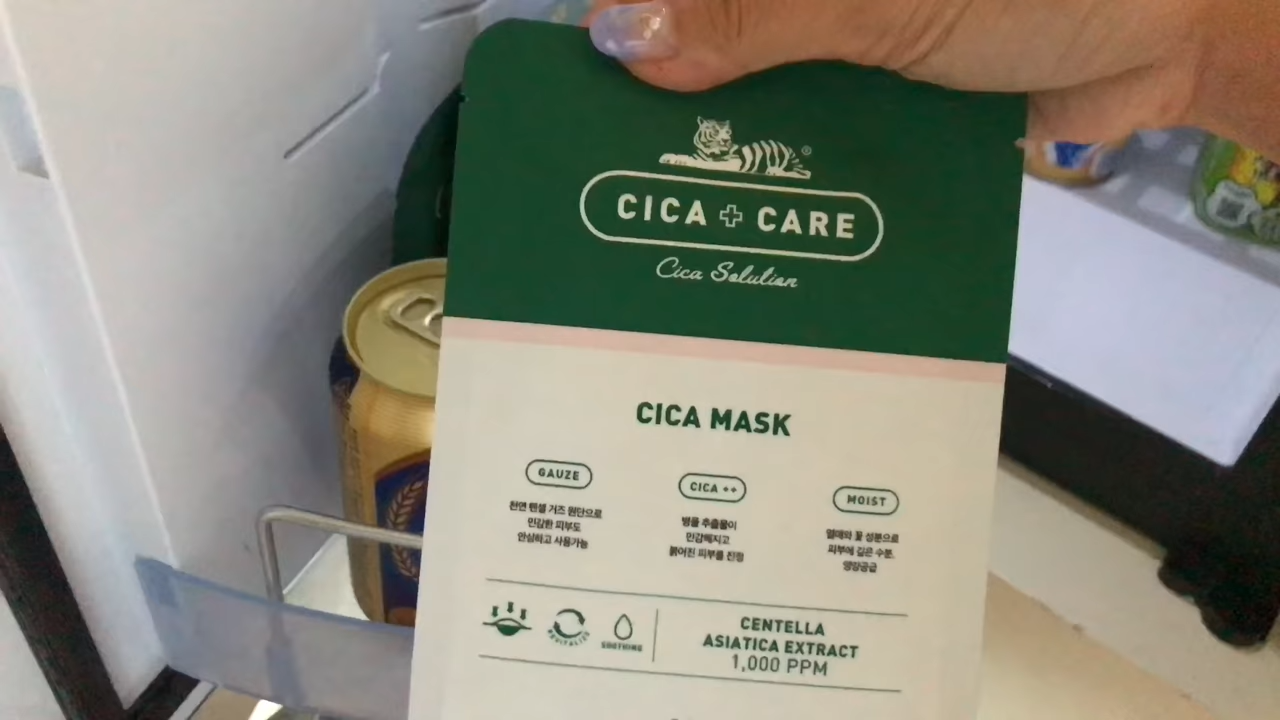 CICA + CARE
Cica Solution
CICA MASK
GAUZE
천연 텐셀 거즈 원단으로
민감한 피부도
안심하고 사용가능
CICA ++
병풀 추출물이
민감해지고
붉어진 피부를 진정
MOIST
열매와 꽃 성분으로
피부에 깊은 수분,
영양공급
REVITALIZE
SOOTHING
CENTELLA
ASIATICA EXTRACT
1,000 PPM